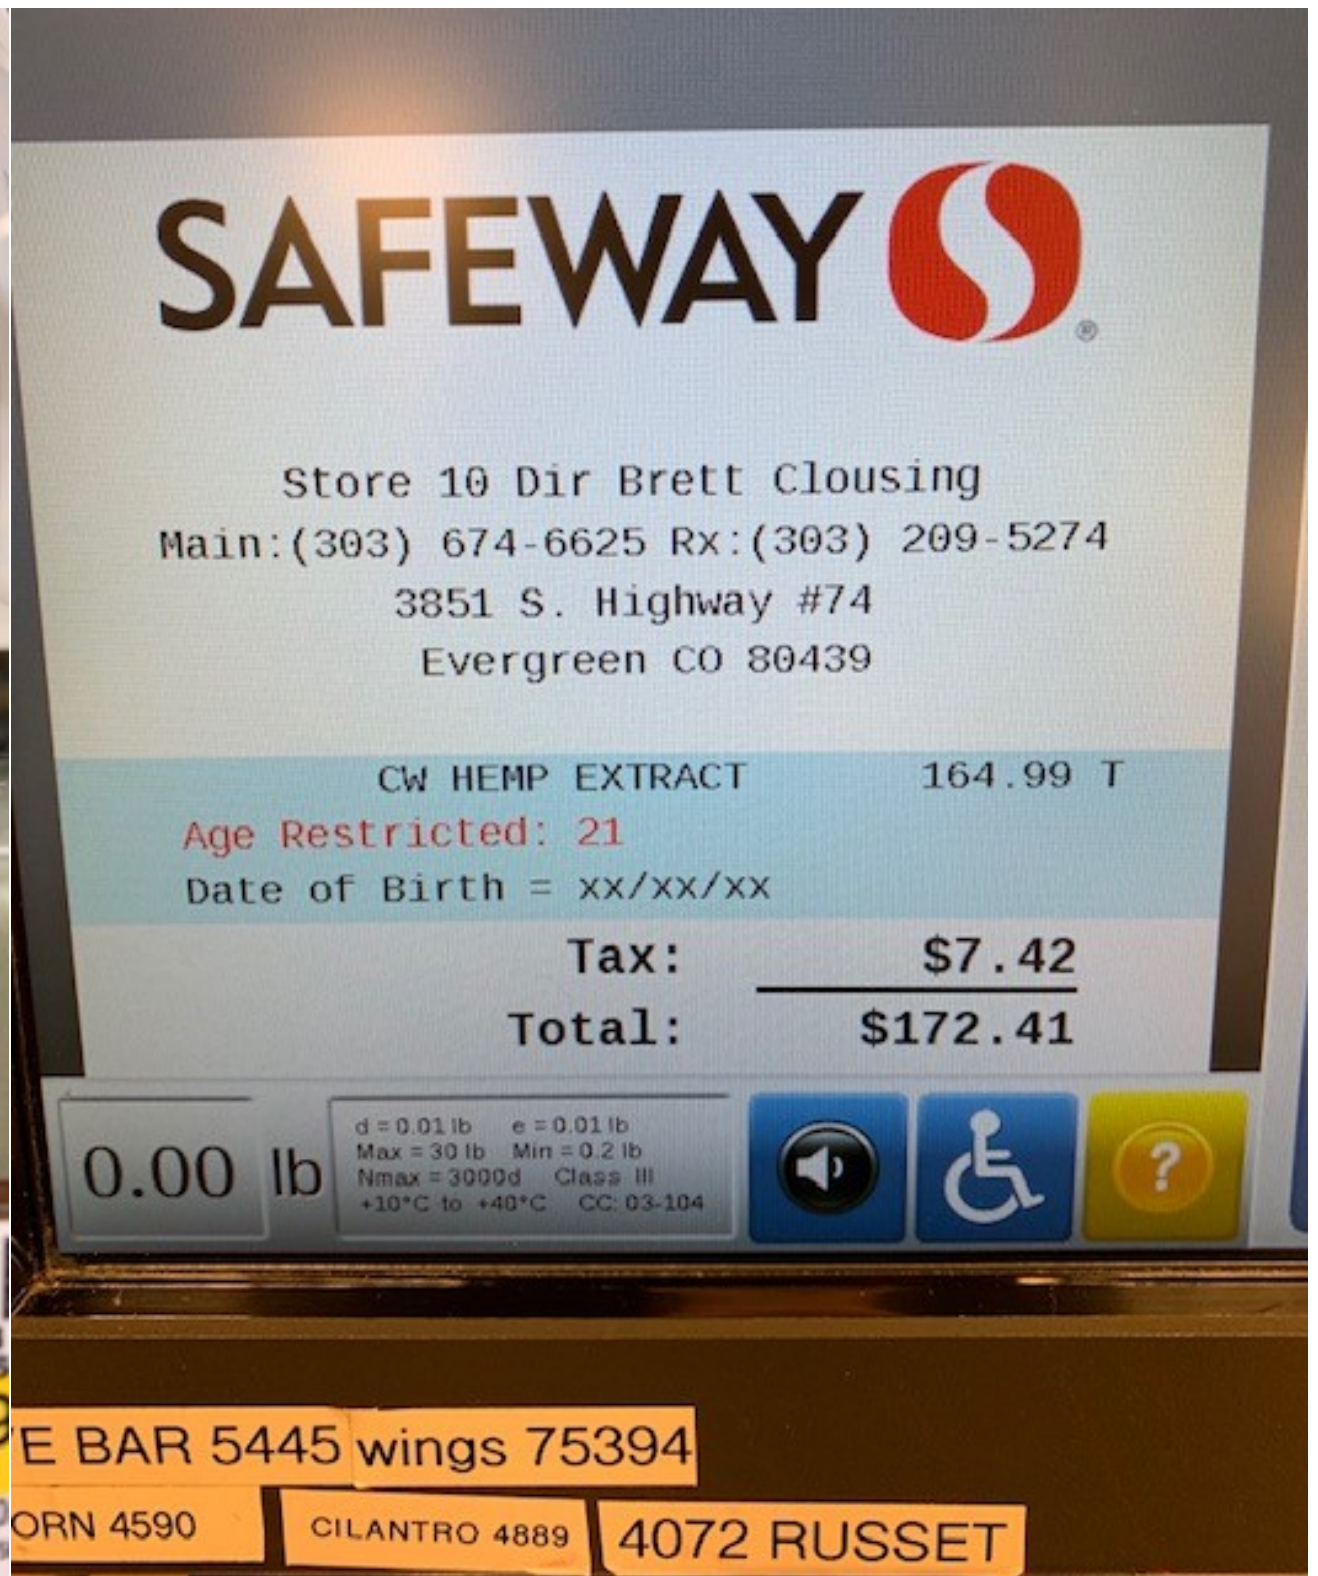 SAFEWAY
®
Store 10 Dir Brett Clousing
Main:(303) 674-6625 Rx:(303) 209-5274
3851 S. Highway #74
Evergreen CO 80439
CW HEMP EXTRACT 164.99 T
Age Restricted: 21
Date of Birth = xx/xx/xx
Tax: $7.42
Total: $172.41
0.00 lb
d = 0.01 lb e = 0.01 lb
Max = 30 lb Min = 0.2 lb
Nmax = 3000d Class III
+10°C to +40°C CC: 03-104
?
E BAR 5445 wings 75394
ORN 4590 CILANTRO 4889 4072 RUSSET